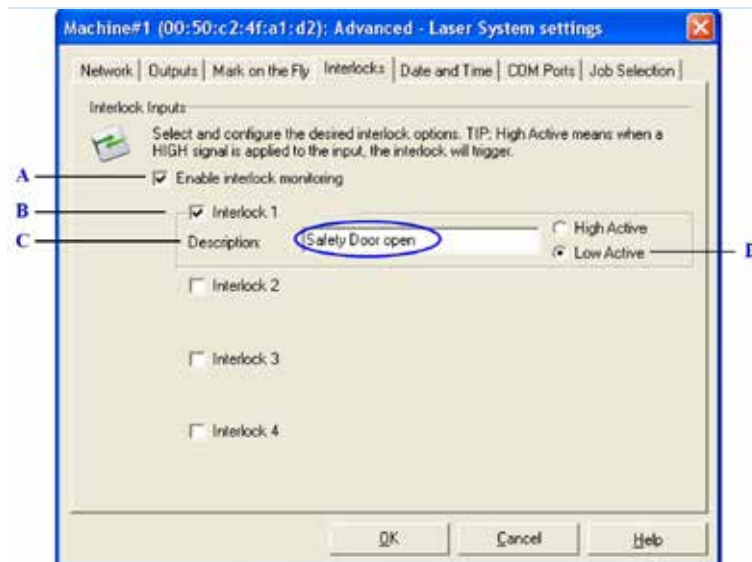 Machine#1 (00:50:c2:4f:a1:d2): Advanced - Laser System settings
Network Outputs Mark on the Fly Interlocks Date and Time COM Ports Job Selection
Interlock Inputs
Select and configure the desired interlock options. TIP: High Active means when a
HIGH signal is applied to the input, the interlock will trigger.
A Enable interlock monitoring
B Interlock 1
High Active
C Description: Safety Door open
Low Active D
Interlock 2
Interlock 3
Interlock 4
OK Cancel Help